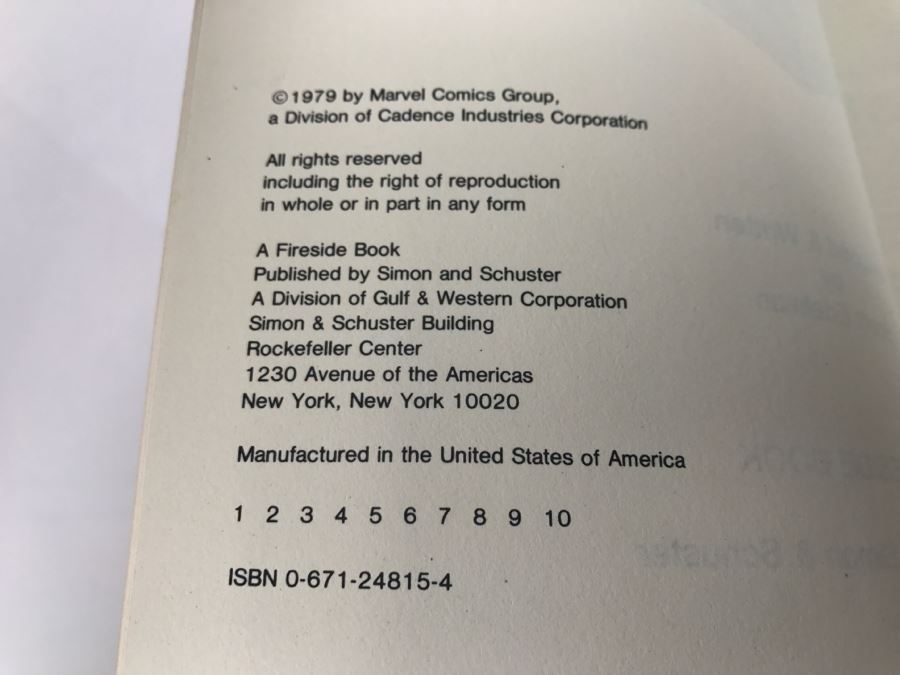 ©1979 by Marvel Comics Group,
a Division of Cadence Industries Corporation
All rights reserved
including the right of reproduction
in whole or in part in any form
A Fireside Book
Published by Simon and Schuster
A Division of Gulf & Western Corporation
Simon & Schuster Building
Rockefeller Center
1230 Avenue of the Americas
New York, New York 10020
Manufactured in the United States of America
1 2 3 4 5 6 7 8 9 10
ISBN 0-671-24815-4